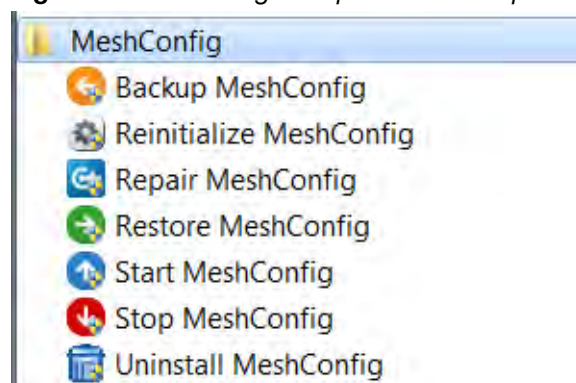 MeshConfig
Backup MeshConfig
Reinitialize MeshConfig
Repair MeshConfig
Restore MeshConfig
Start MeshConfig
Stop MeshConfig
Uninstall MeshConfig